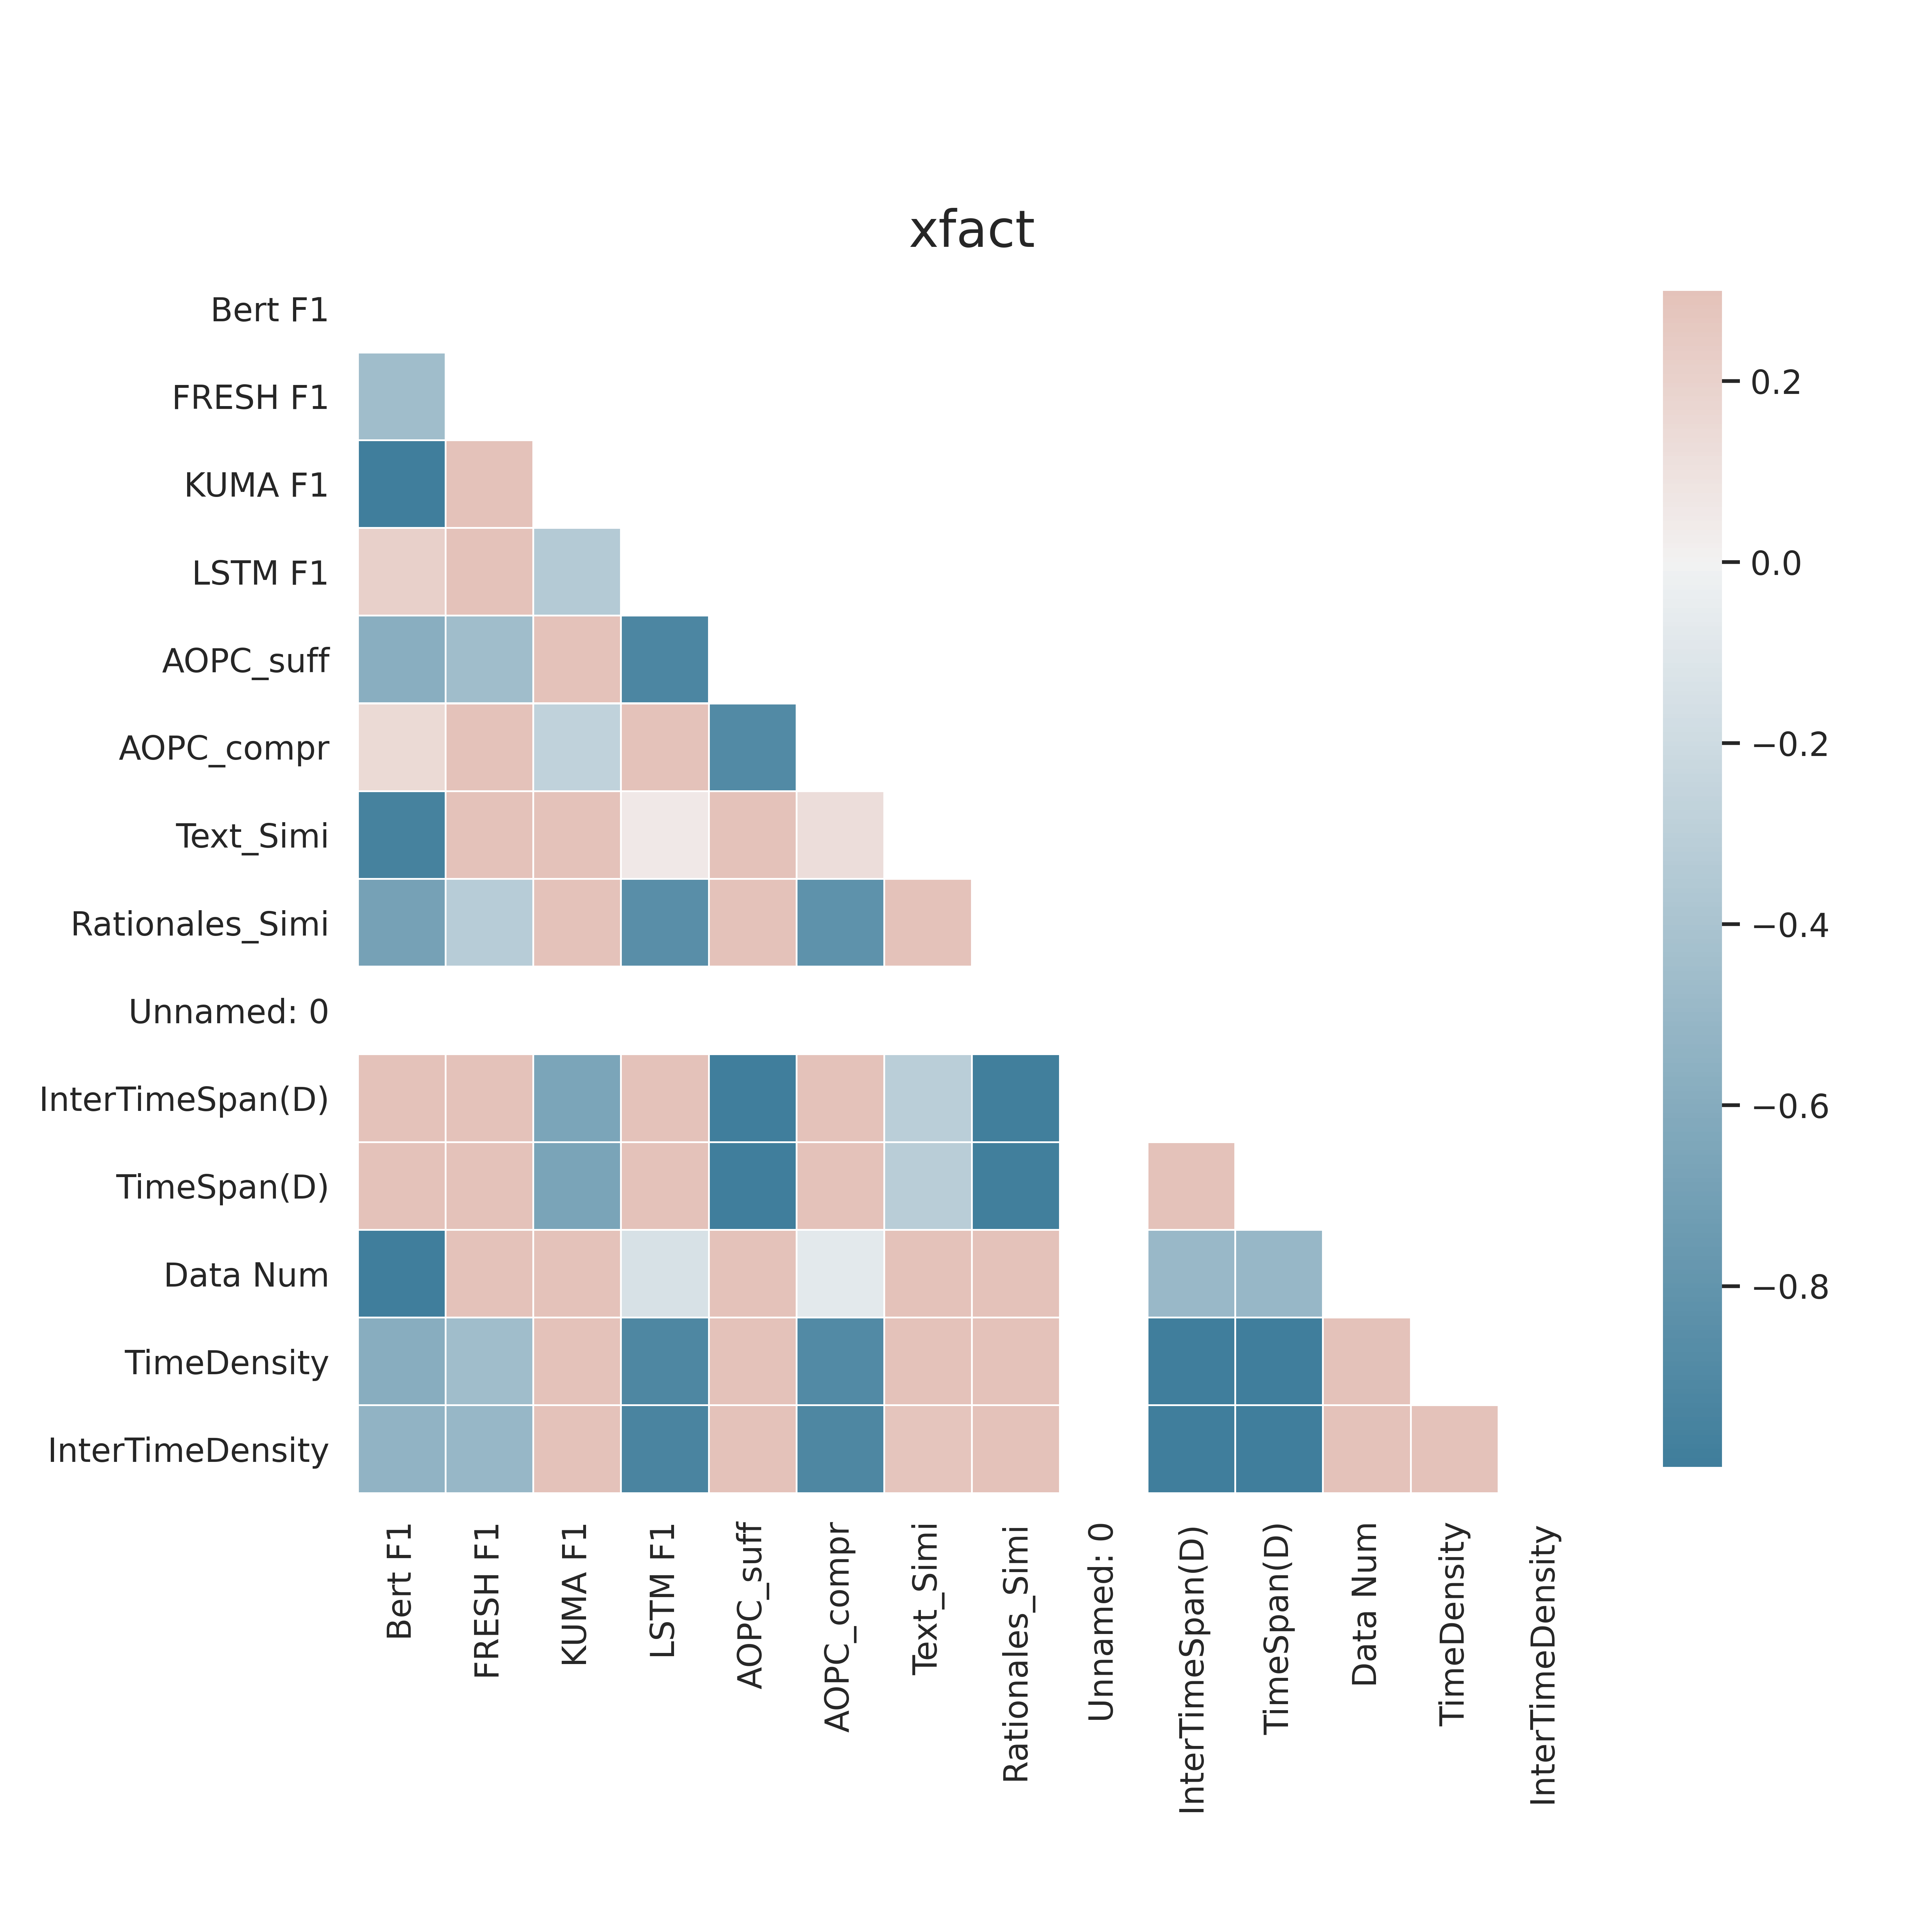 xfact
Bert F1
FRESH F1
KUMA F1
LSTM F1
AOPC_suff
AOPC_compr
Text_Simi
Rationales_Simi
Unnamed: 0
InterTimeSpan(D)
TimeSpan(D)
Data Num
TimeDensity
InterTimeDensity
Bert F1
FRESH F1
KUMA F1
LSTM F1
AOPC_suff
AOPC_compr
Text_Simi
Rationales_Simi
Unnamed: 0
InterTimeSpan(D)
TimeSpan(D)
Data Num
TimeDensity
InterTimeDensity
0.2
0.0
−0.2
−0.4
−0.6
−0.8